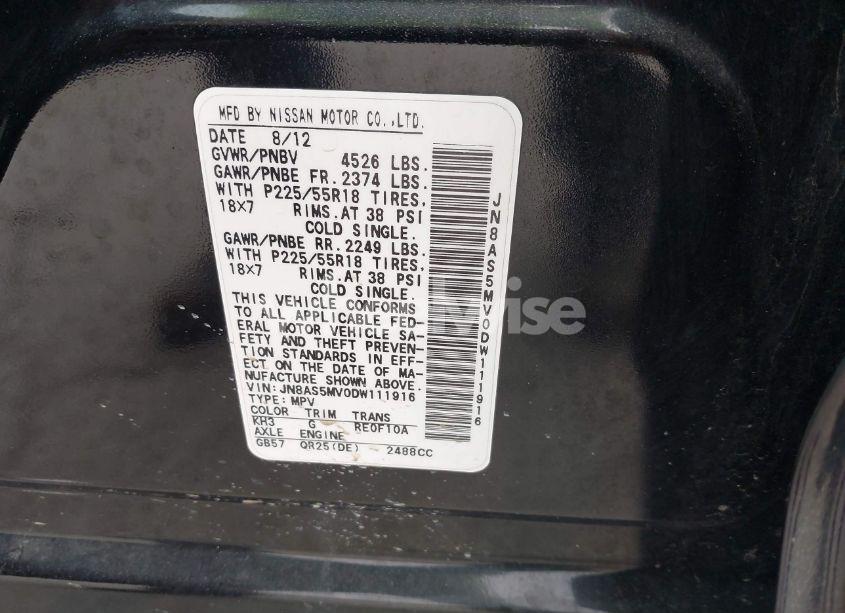 MFD BY NISSAN MOTOR CO.,LTD.
DATE 8/12
GVWR/PNBV 4526 LBS.
GAWR/PNBE FR. 2374 LBS.
WITH P225/55R18 TIRES,
18X7 RIMS.AT 38 PSI
COLD SINGLE.
GAWR/PNBE RR. 2249 LBS.
WITH P225/55R18 TIRES,
18X7 RIMS.AT 38 PSI
COLD SINGLE.
THIS VEHICLE CONFORMS
TO ALL APPLICABLE FED-
ERAL MOTOR VEHICLE SA-
FETY AND THEFT PREVEN-
TION STANDARDS IN EFF-
ECT ON THE DATE OF MA-
NUFACTURE SHOWN ABOVE.
VIN: JN8AS5MV0DW111916
TYPE: MPV
COLOR TRIM TRANS
KH3 G RE0F10A
AXLE ENGINE
GB57 QR25(DE) 2488CC
JN8AS5MV0DW111916